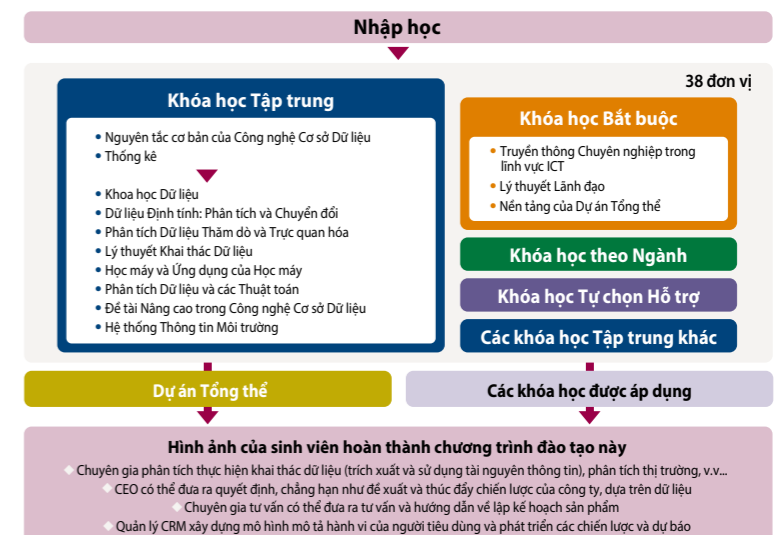 Nhập học
38 đơn vị
Khóa học Tập trung
• Nguyên tắc cơ bản của Công nghệ Cơ sở Dữ liệu
• Thống kê
• Khoa học Dữ liệu
• Dữ liệu Định tính: Phân tích và Chuyển đổi
• Phân tích Dữ liệu Thăm dò và Trực quan hóa
• Lý thuyết Khai thác Dữ liệu
• Học máy và Ứng dụng của Học máy
• Phân tích Dữ liệu và các Thuật toán
• Đề tài Nâng cao trong Công nghệ Cơ sở Dữ liệu
• Hệ thống Thông tin Môi trường
Khóa học Bắt buộc
• Truyền thông Chuyên nghiệp trong
lĩnh vực ICT
• Lý thuyết Lãnh đạo
• Nền tảng của Dự án Tổng thể
Khóa học theo Ngành
Khóa học Tự chọn Hỗ trợ
Các khóa học Tập trung khác
Dự án Tổng thể
Các khóa học được áp dụng
Hình ảnh của sinh viên hoàn thành chương trình đào tạo này
◆ Chuyên gia phân tích thực hiện khai thác dữ liệu (trích xuất và sử dụng tài nguyên thông tin), phân tích thị trường, v.v...
◆ CEO có thể đưa ra quyết định, chẳng hạn như đề xuất và thúc đẩy chiến lược của công ty, dựa trên dữ liệu
◆ Chuyên gia tư vấn có thể đưa ra tư vấn và hướng dẫn về lập kế hoạch sản phẩm
◆ Quản lý CRM xây dựng mô hình mô tả hành vi của người tiêu dùng và phát triển các chiến lược và dự báo